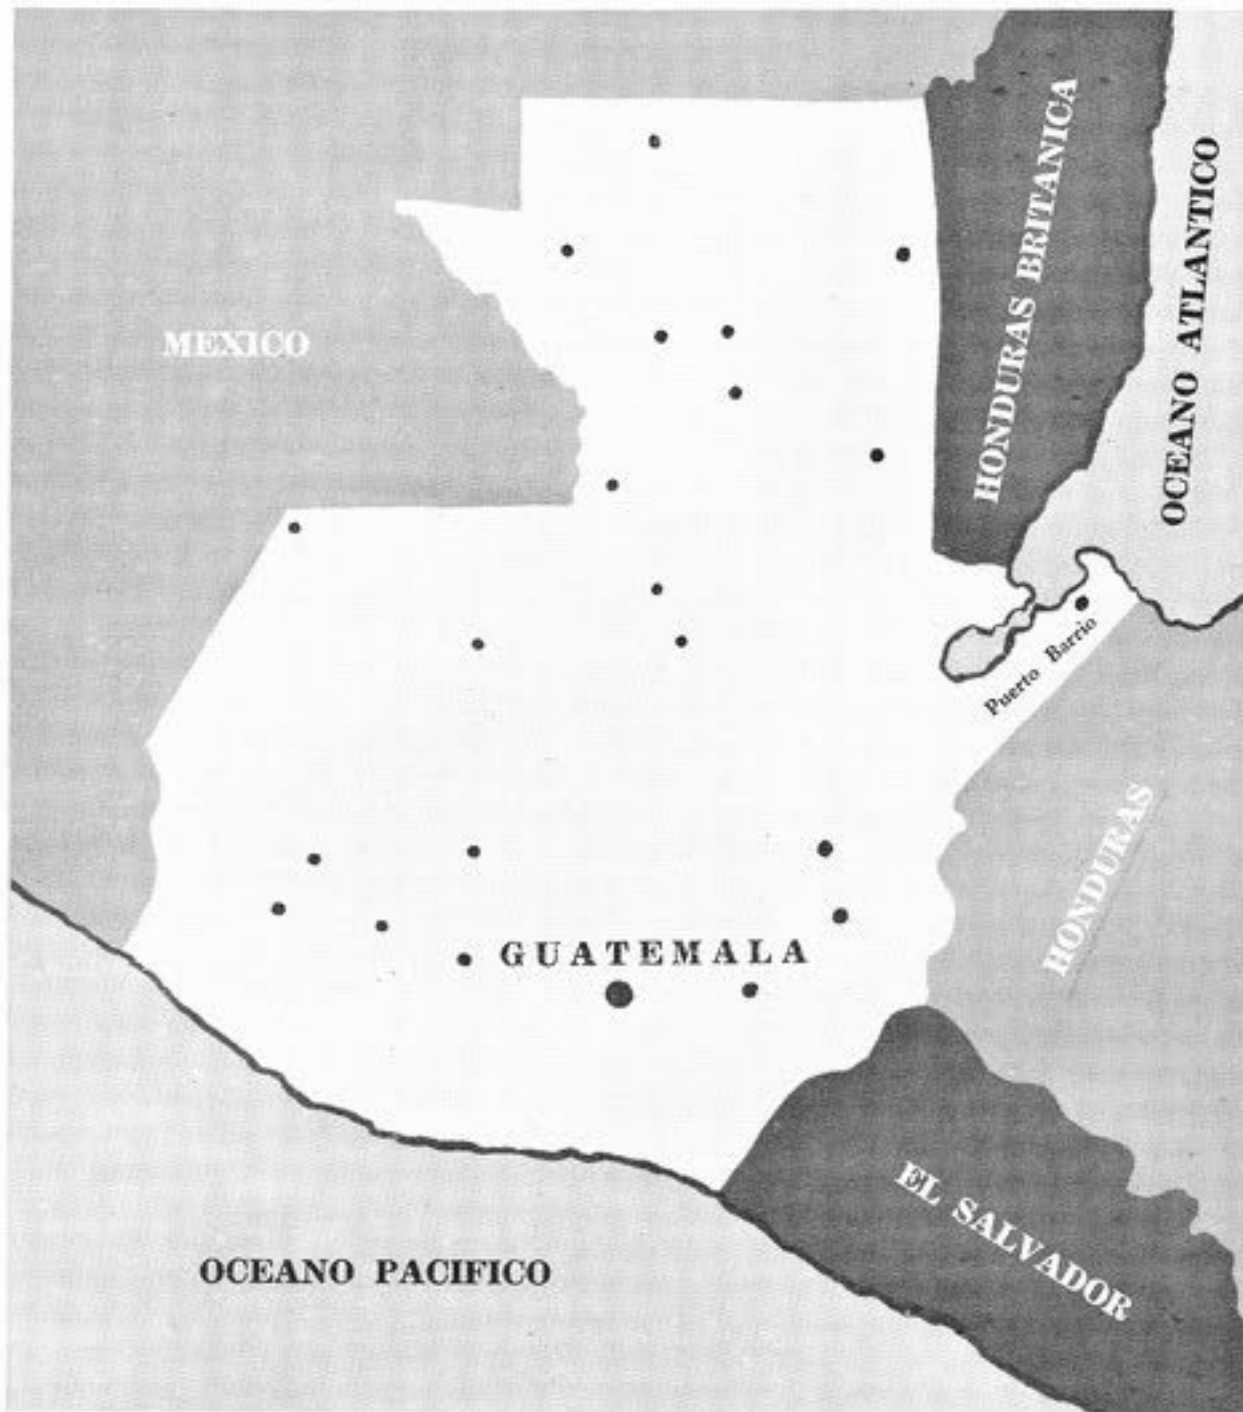 HONDURAS BRITANICA
OCEANO ATLANTICO
MEXICO
Puerto Barrio
HONDURAS
GUATEMALA
EL SALVADOR
OCEANO PACIFICO